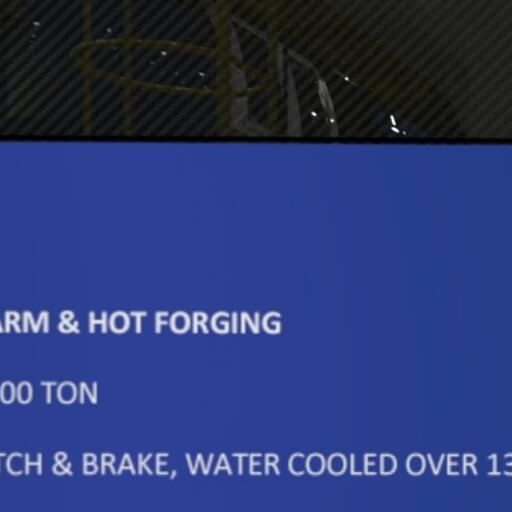 ARM & HOT FORGING
00 TON
TCH & BRAKE, WATER COOLED OVER 13